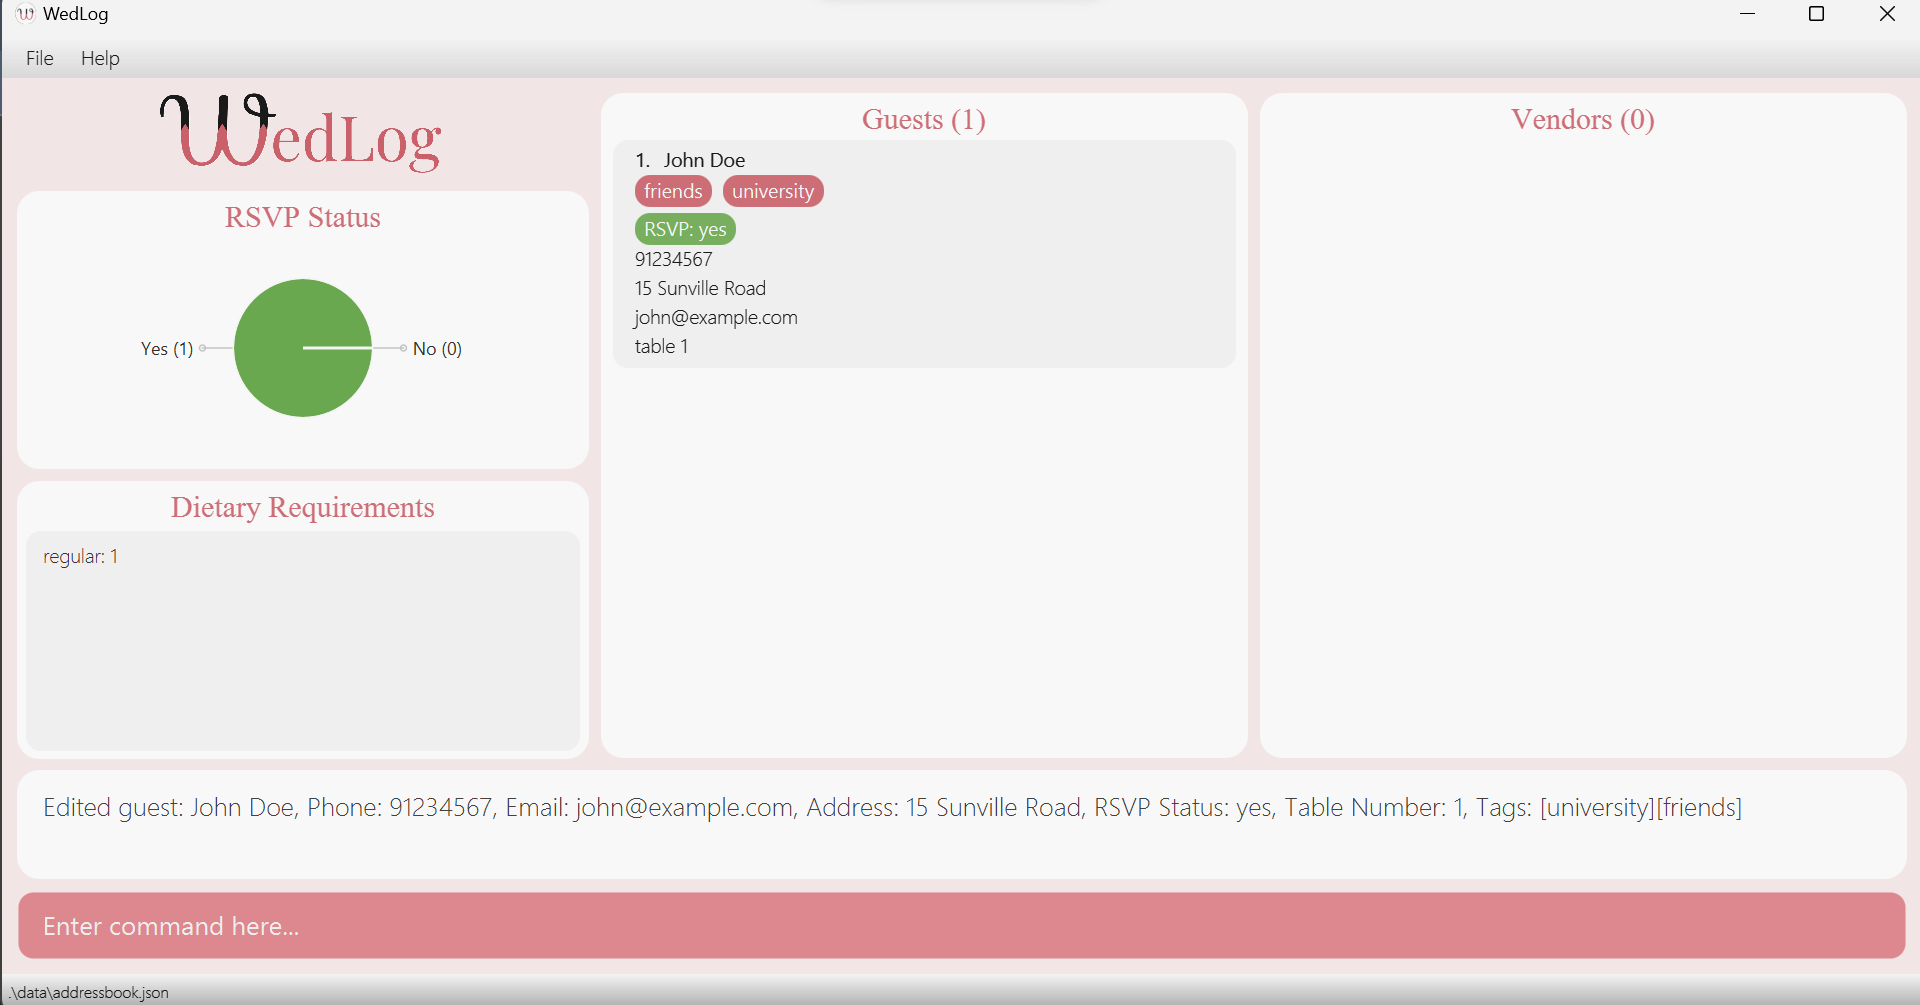 WedLog
File Help
WedLog
RSVP Status
Yes (1) No (0)
Dietary Requirements
regular: 1
Guests (1)
1. John Doe
friends university
RSVP: yes
91234567
15 Sunville Road
john@example.com
table 1
Vendors (0)
Edited guest: John Doe, Phone: 91234567, Email: john@example.com, Address: 15 Sunville Road, RSVP Status: yes, Table Number: 1, Tags: [university][friends]
Enter command here...
.\data\addressbook.json